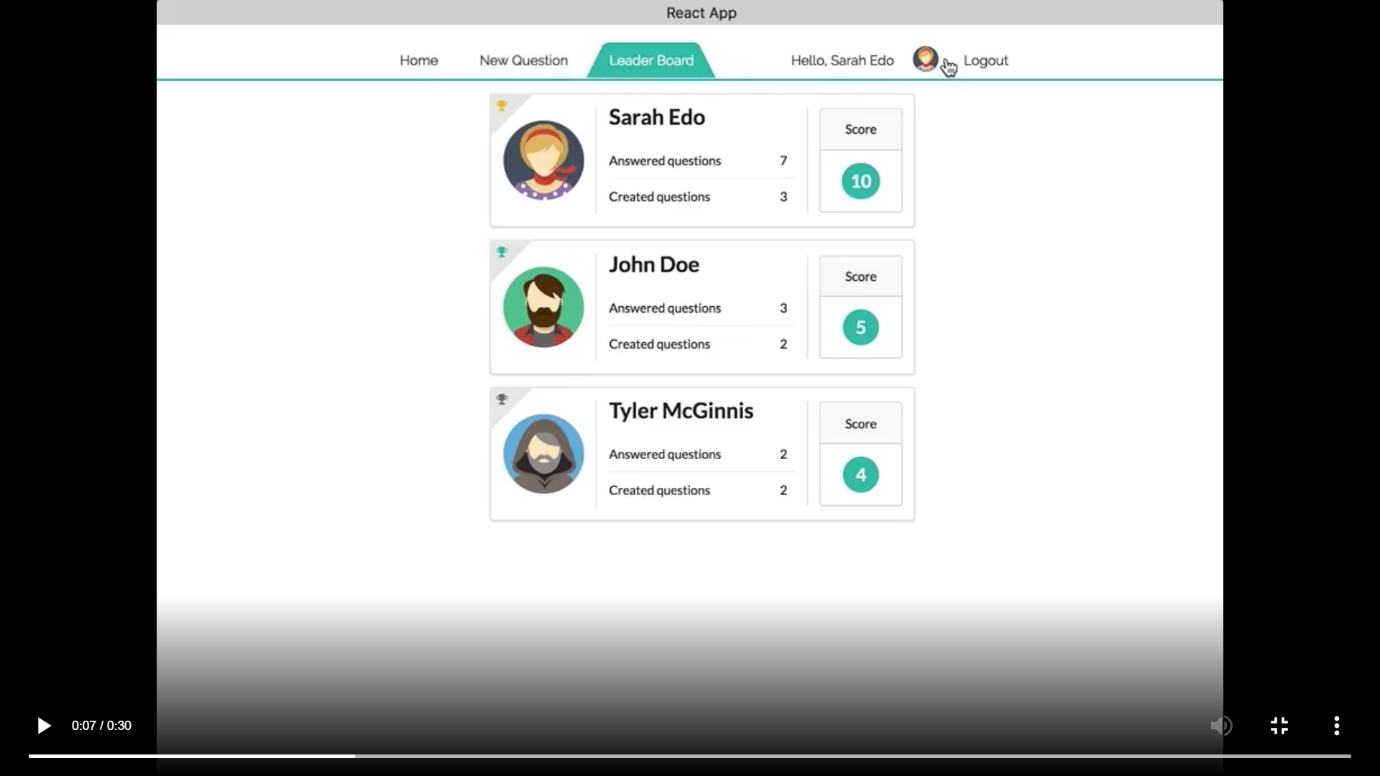 React App
Home New Question Leader Board Hello, Sarah Edo Logout
Sarah Edo
Answered questions 7
Created questions 3
Score
10
John Doe
Answered questions 3
Created questions 2
Score
5
Tyler McGinnis
Answered questions 2
Created questions 2
Score
4
0:07 / 0:30